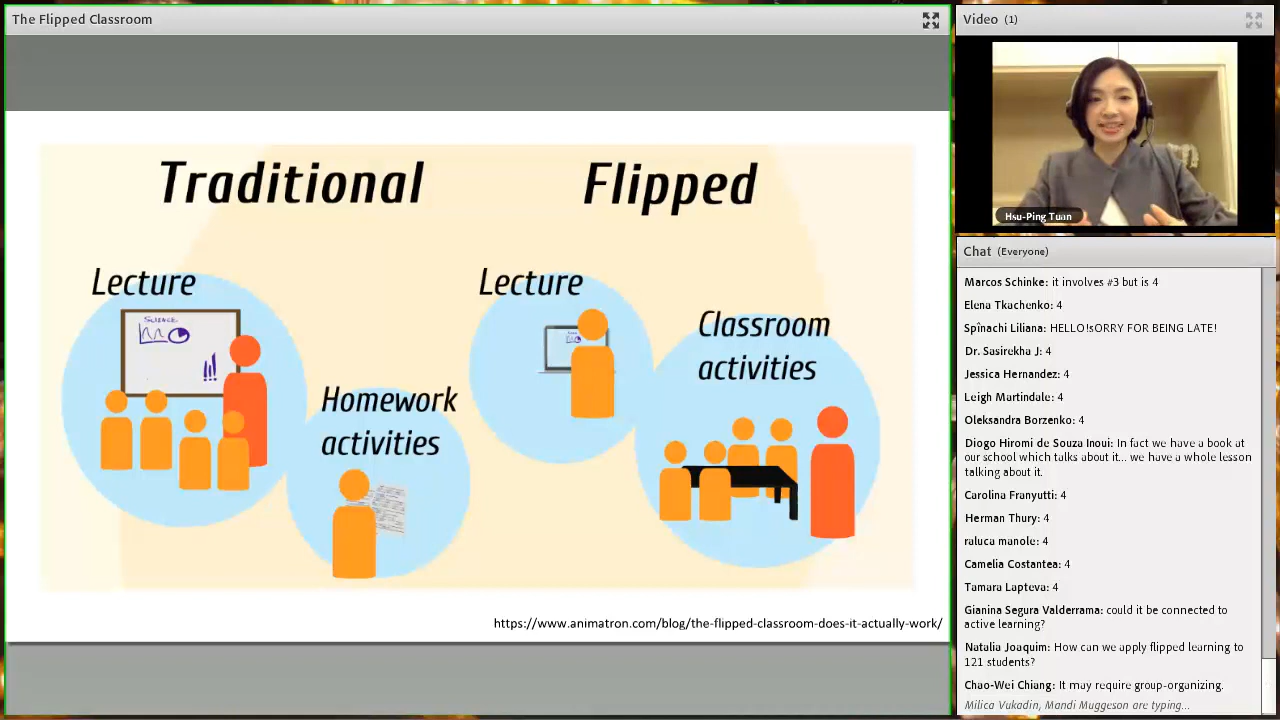 The Flipped Classroom
Traditional
Flipped
Lecture
SCIENCE
Homework
activities
Lecture
Classroom
activities
https://www.animatron.com/blog/the-flipped-classroom-does-it-actually-work/
Video (1)
Hsu-Ping Tuan
Chat (Everyone)
Marcos Schinke: it involves #3 but is 4
Elena Tkachenko: 4
Spînachi Liliana: HELLO!sORRY FOR BEING LATE!
Dr. Sasirekha J: 4
Jessica Hernandez: 4
Leigh Martindale: 4
Oleksandra Borzenko: 4
Diogo Hiromi de Souza Inoui: In fact we have a book at
our school which talks about it... we have a whole lesson
talking about it.
Carolina Franyutti: 4
Herman Thury: 4
raluca manole: 4
Camelia Costantea: 4
Tamara Lapteva: 4
Gianina Segura Valderrama: could it be connected to
active learning?
Natalia Joaquim: How can we apply flipped learning to
121 students?
Chao-Wei Chiang: It may require group-organizing.
Milica Vukadin, Mandi Muggeson are typing...